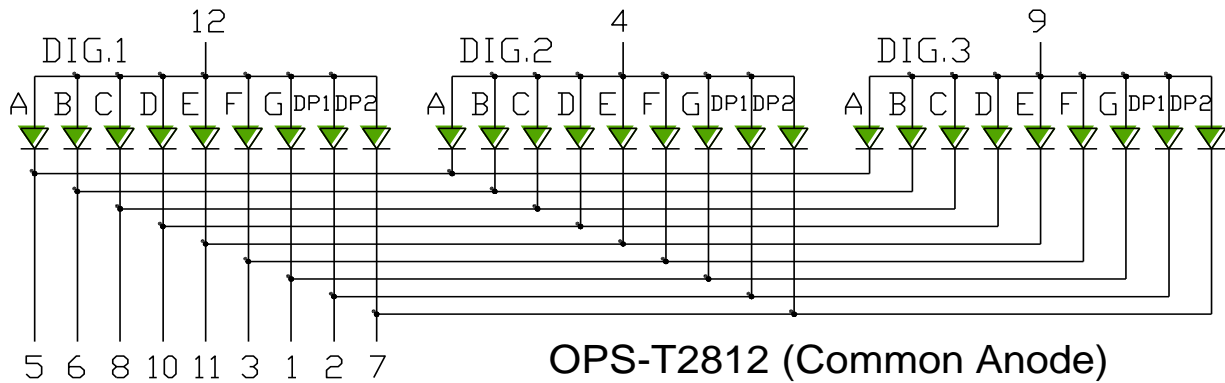 12 4 9
DIG.1 DIG.2 DIG.3
A B C D E F G DP1 DP2 A B C D E F G DP1 DP2 A B C D E F G DP1 DP2
5 6 8 10 11 3 1 2 7
OPS-T2812 (Common Anode)